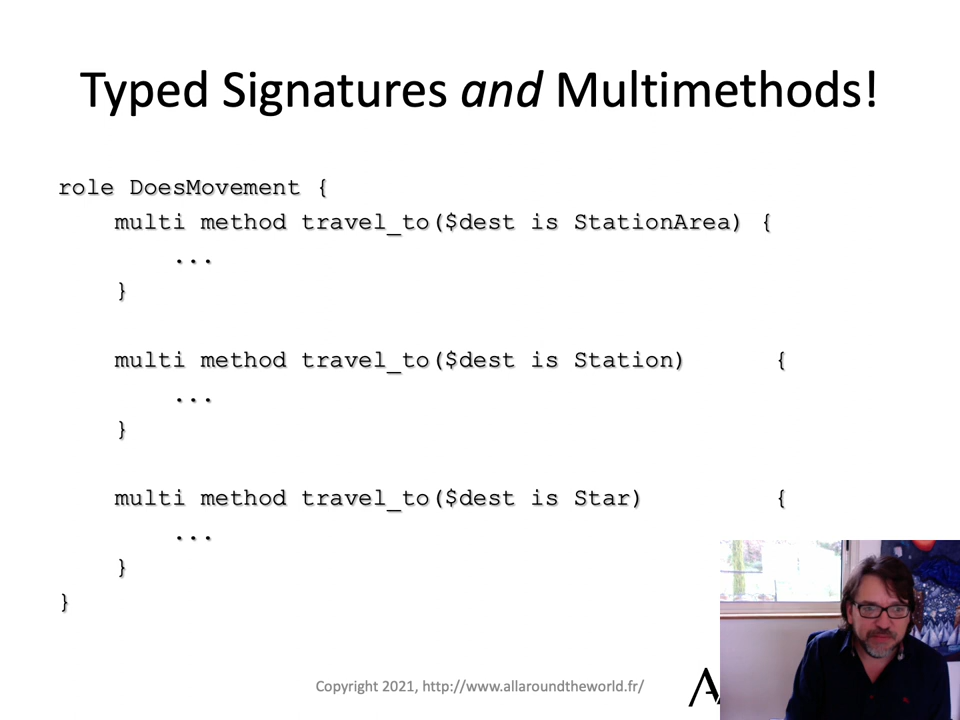 Typed Signatures and Multimethods!
role DoesMovement {
multi method travel_to($dest is StationArea) {
...
}
multi method travel_to($dest is Station) {
...
}
multi method travel_to($dest is Star) {
...
}
}
Copyright 2021, http://www.allaroundtheworld.fr/